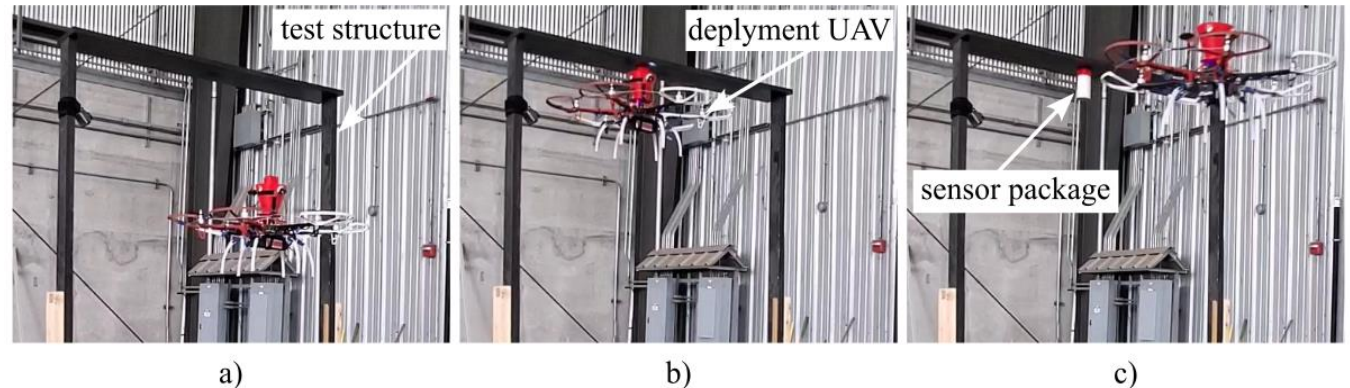 test structure
deplyment UAV
sensor package
a)
b)
c)